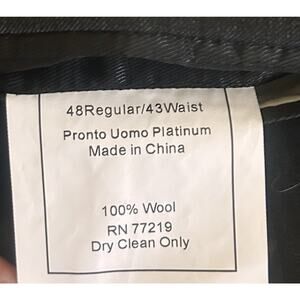 48Regular/43Waist
Pronto Uomo Platinum
Made in China
100% Wool
RN 77219
Dry Clean Only